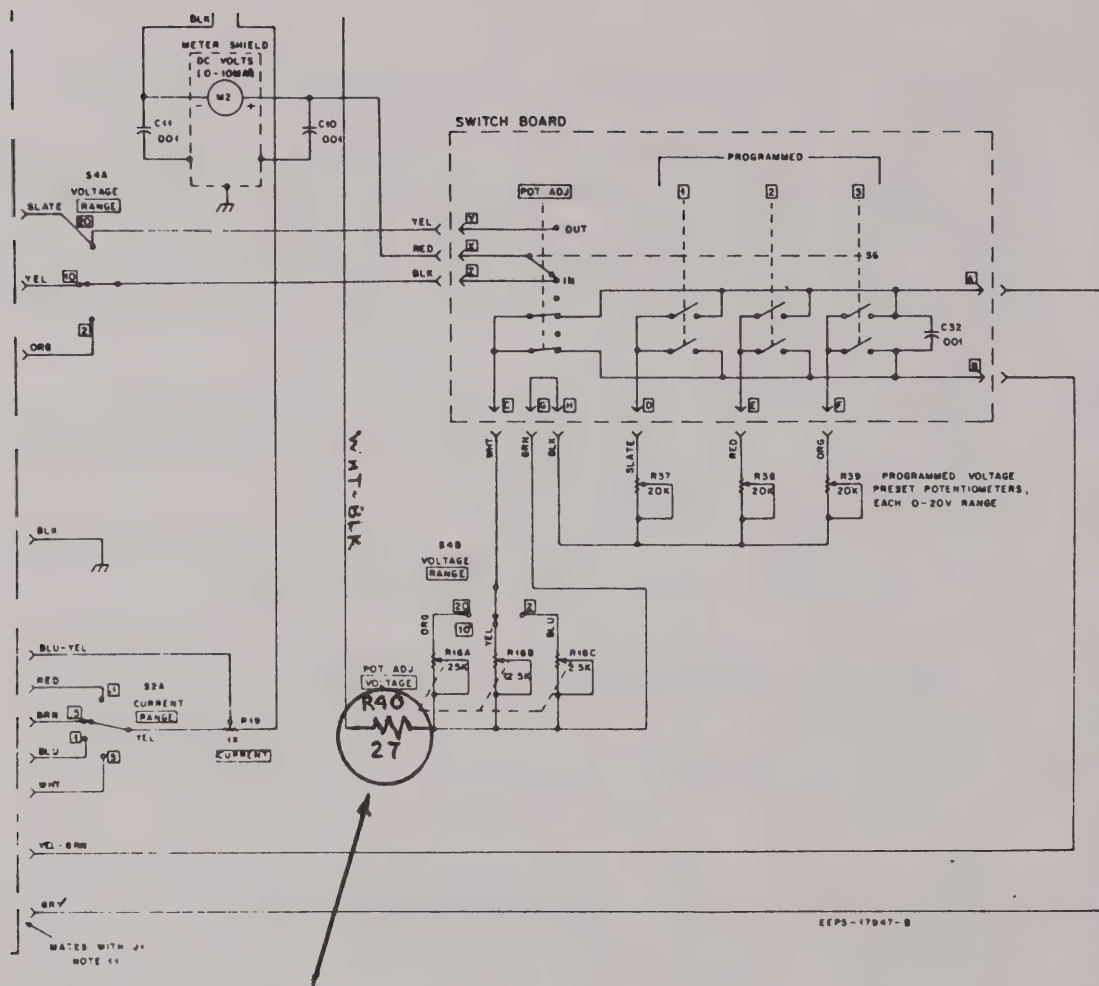 BLK
METER SHIELD
DC VOLTS
(0-10MA)
M2
- +
C11
.001
C10
.001
SWITCH BOARD
PROGRAMMED
POT ADJ
1 2 3
S4A
VOLTAGE
RANGE
SLATE
20
YEL
10
2
ORG
YEL Y OUT
RED X
S6
BLK Z IN
A
C32
.001
B
G H D E F
WHT
BRN
BLK
SLATE
RED
ORG
R37
20K
R38
20K
R39
20K
PROGRAMMED VOLTAGE
PRESET POTENTIOMETERS,
EACH 0-20V RANGE
WHT-BLK
BLK
S4B
VOLTAGE
RANGE
20
10
2
ORG
YEL
BLU
R16A
25K
R16B
12.5K
R16C
2.5K
POT ADJ
VOLTAGE
R40
27
BLU-YEL
RED
.1
S2A
CURRENT
RANGE
BRN
.5
YEL
R19
1K
CURRENT
BLU
1
WHT
5
YEL-BRN
GRY
MATES WITH J1
NOTE 11
EEPS-17947-B